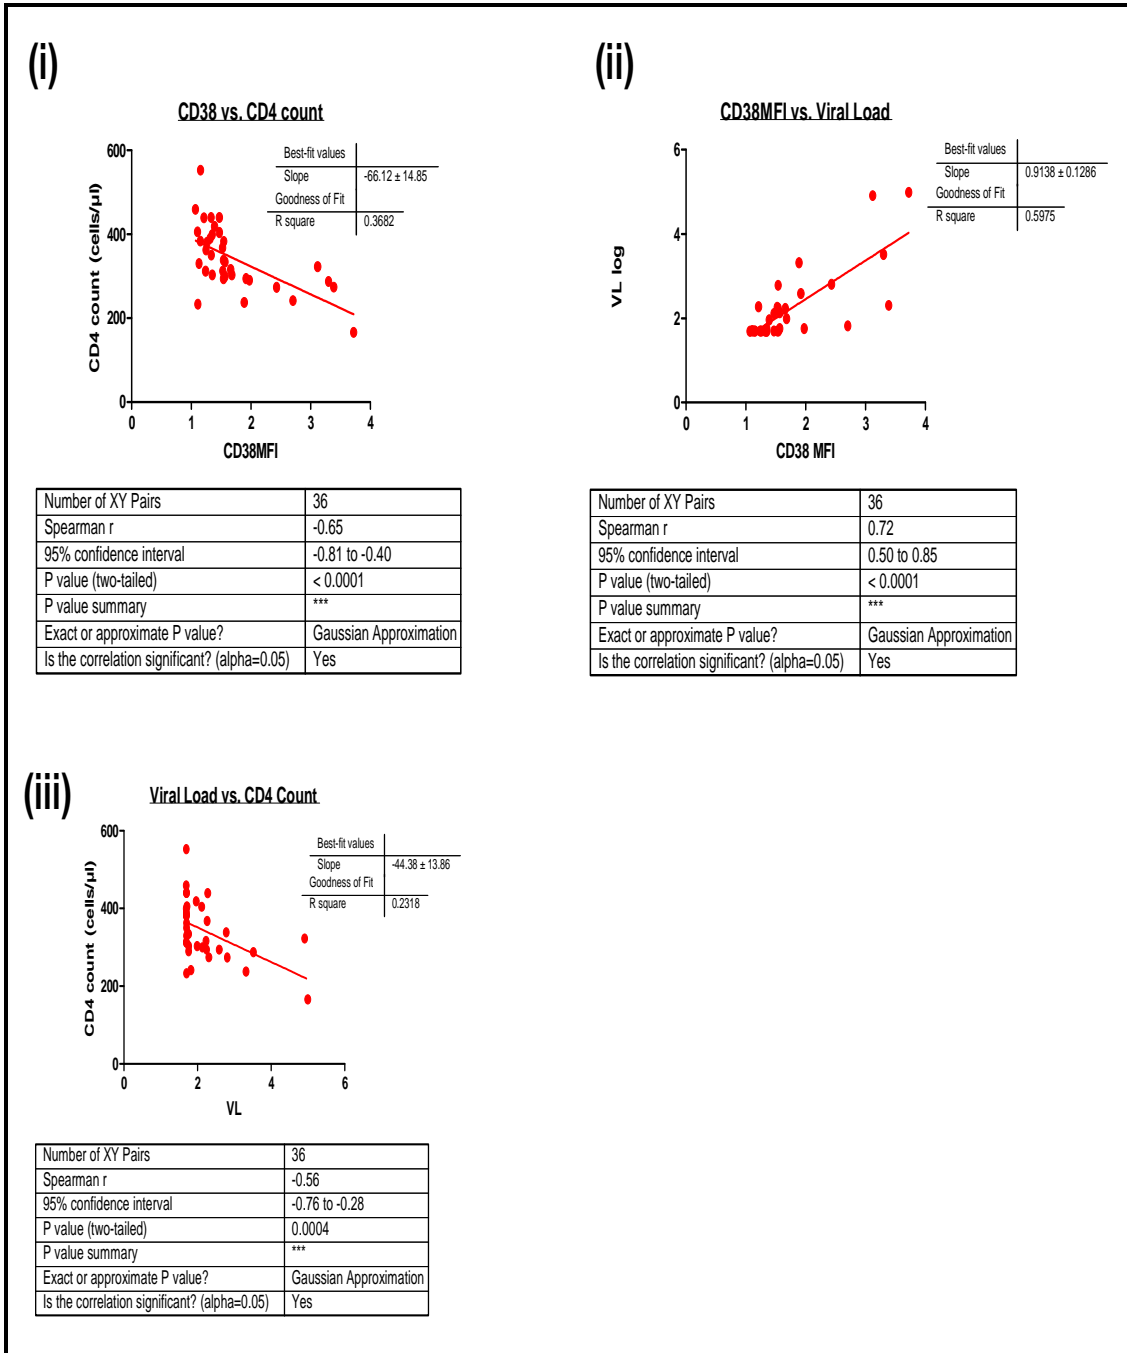 (i)
CD38 vs. CD4 count
Best-fit values
Slope -66.12 ± 14.85
Goodness of Fit
R square 0.3682
CD4 count (cells/µl)
600
400
200
0
0 1 2 3 4
CD38MFI
Number of XY Pairs 36
Spearman r -0.65
95% confidence interval -0.81 to -0.40
P value (two-tailed) < 0.0001
P value summary ***
Exact or approximate P value? Gaussian Approximation
Is the correlation significant? (alpha=0.05) Yes
(ii)
CD38MFI vs. Viral Load
Best-fit values
Slope 0.9138 ± 0.1286
Goodness of Fit
R square 0.5975
VL log
6
4
2
0
0 1 2 3 4
CD38 MFI
Number of XY Pairs 36
Spearman r 0.72
95% confidence interval 0.50 to 0.85
P value (two-tailed) < 0.0001
P value summary ***
Exact or approximate P value? Gaussian Approximation
Is the correlation significant? (alpha=0.05) Yes
(iii)
Viral Load vs. CD4 Count
Best-fit values
Slope -44.38 ± 13.86
Goodness of Fit
R square 0.2318
CD4 count (cells/µl)
600
400
200
0
0 2 4 6
VL
Number of XY Pairs 36
Spearman r -0.56
95% confidence interval -0.76 to -0.28
P value (two-tailed) 0.0004
P value summary ***
Exact or approximate P value? Gaussian Approximation
Is the correlation significant? (alpha=0.05) Yes